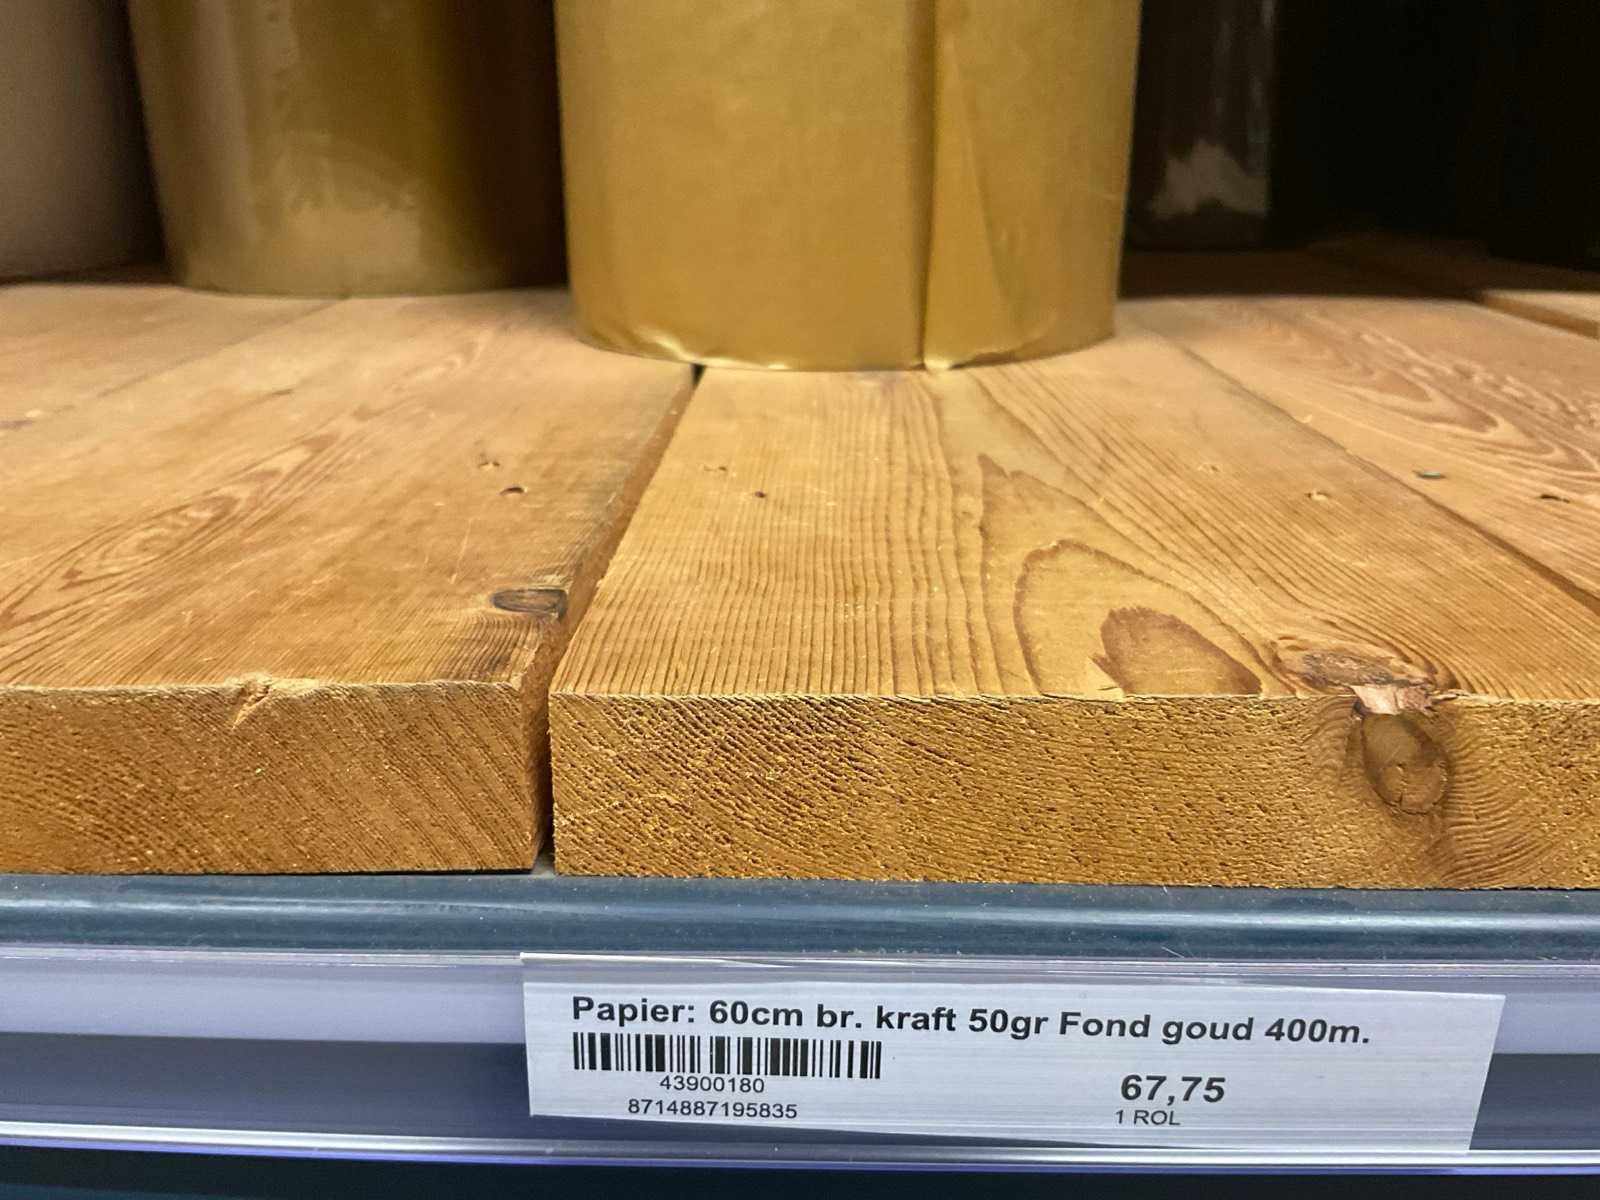 Papier: 60cm br. kraft 50gr Fond goud 400m.
43900180
67,75
8714887195835
1 ROL